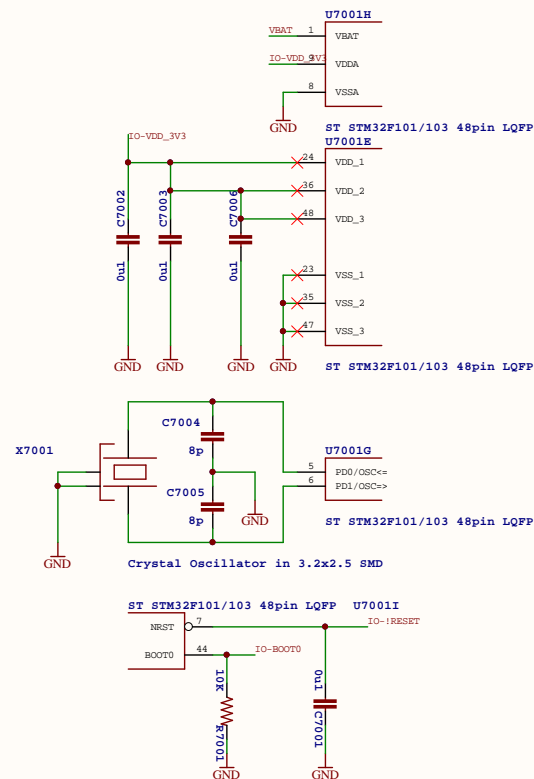 U7001H
VBAT 1 VBAT
IO-VDD_3V3 9 VDDA
8 VSSA
GND
ST STM32F101/103 48pin LQFP
IO-VDD_3V3
U7001E
24 VDD_1
36 VDD_2
48 VDD_3
C7002 C7003 C7006
0u1 0u1 0u1
23 VSS_1
35 VSS_2
47 VSS_3
GND GND GND GND
ST STM32F101/103 48pin LQFP
C7004
8p
X7001
U7001G
5 PD0/OSC<=
6 PD1/OSC=>
C7005
8p
GND
ST STM32F101/103 48pin LQFP
GND
Crystal Oscillator in 3.2x2.5 SMD
ST STM32F101/103 48pin LQFP U7001I
NRST 7 IO-!RESET
BOOT0 44 IO-BOOT0
10K 0u1
R7001 C7001
GND GND